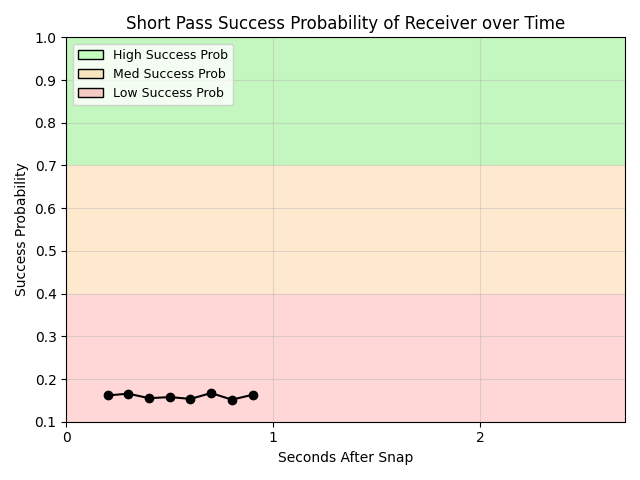 Short Pass Success Probability of Receiver over Time
High Success Prob
Med Success Prob
Low Success Prob
Success Probability
1.0
0.9
0.8
0.7
0.6
0.5
0.4
0.3
0.2
0.1
0
1
2
Seconds After Snap